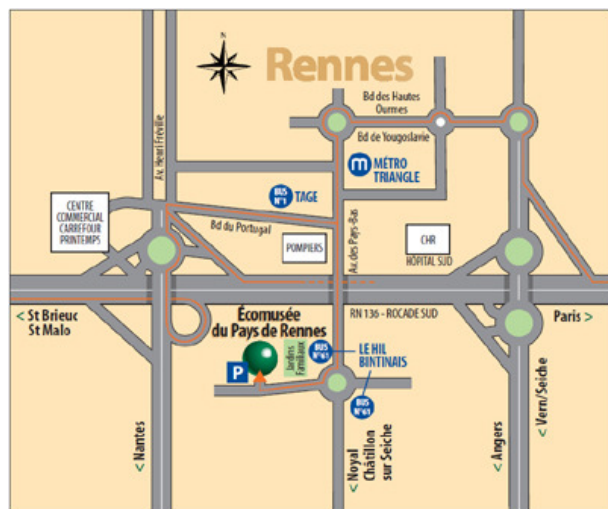 N
Rennes
Bd des Hautes
Ourmes
Bd de Yougoslavie
Av. Henri Fréville
m MÉTRO
TRIANGLE
BUS
N°1
TAGE
CENTRE
COMMERCIAL
CARREFOUR
PRINTEMPS
Bd du Portugal
POMPIERS
Av. des Pays-Bas
CHR
HÔPITAL SUD
< St Brieuc
St Malo
Écomusée
du Pays de Rennes
RN 136 - ROCADE SUD
Paris >
P
Jardins
Familiaux
BUS
N°61
LE HIL
BINTINAIS
BUS
N°61
< Nantes
< Noyal
Châtillon
sur Seiche
< Angers
< Vern/Seiche